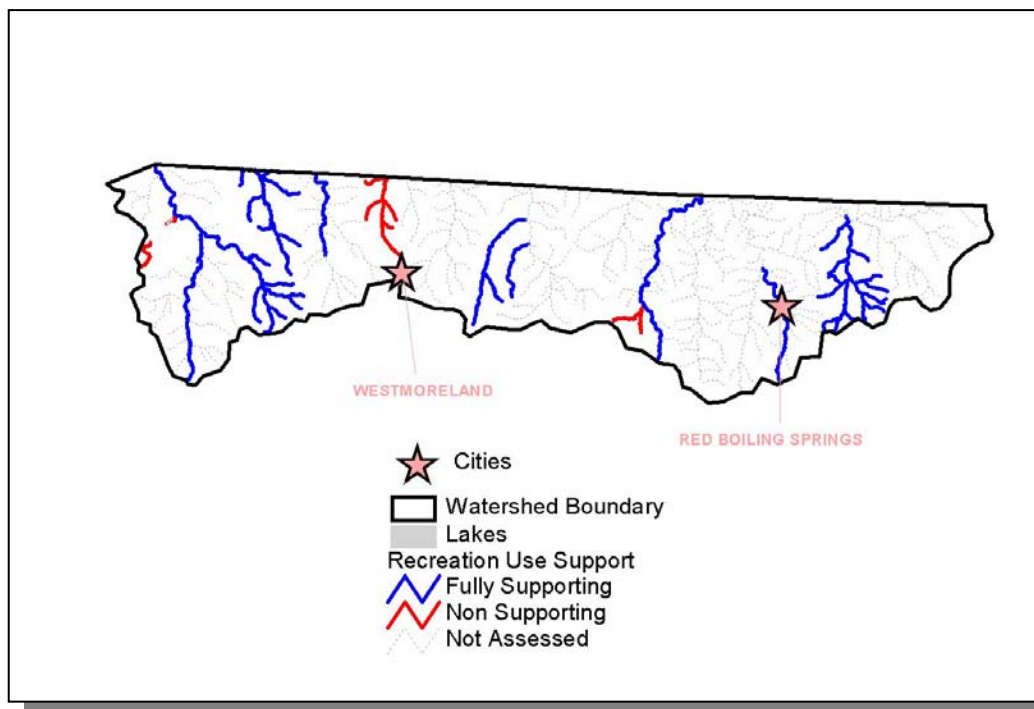 WESTMORELAND
RED BOILING SPRINGS
Cities
Watershed Boundary
Lakes
Recreation Use Support
Fully Supporting
Non Supporting
Not Assessed